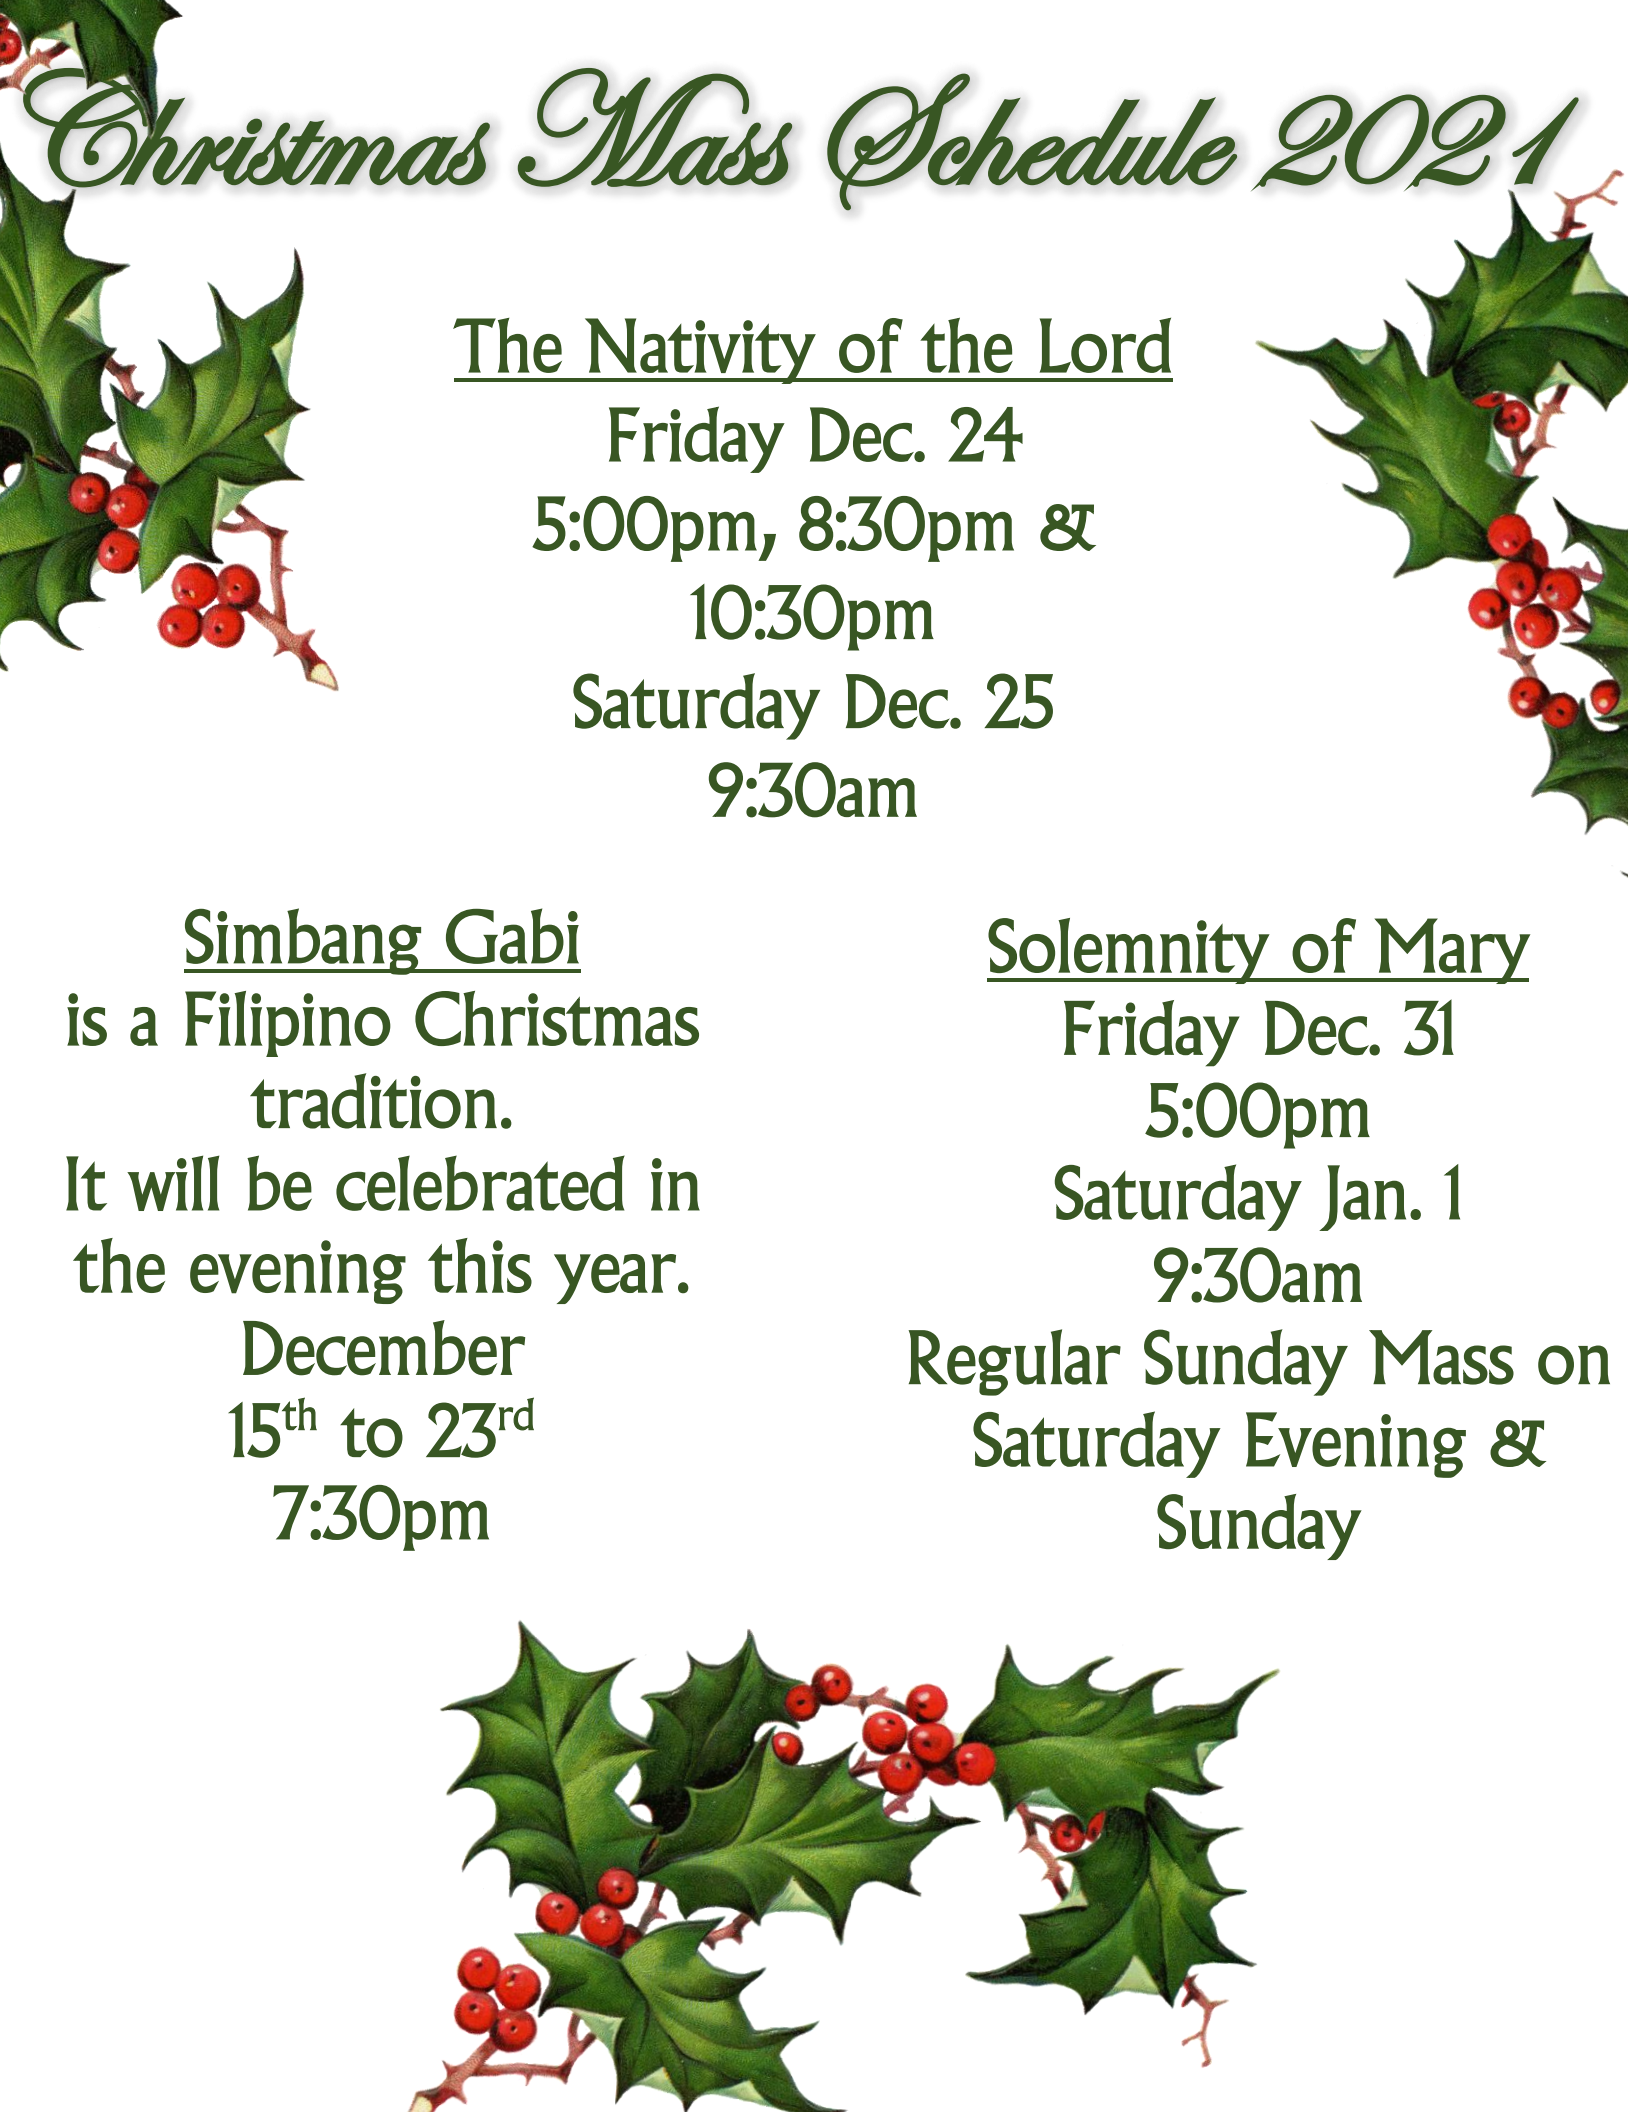 Christmas Mass Schedule 2021
The Nativity of the Lord
Friday Dec. 24
5:00pm, 8:30pm &
10:30pm
Saturday Dec. 25
9:30am
Simbang Gabi
is a Filipino Christmas
tradition.
It will be celebrated in
the evening this year.
December
15th to 23rd
7:30pm
Solemnity of Mary
Friday Dec. 31
5:00pm
Saturday Jan. 1
9:30am
Regular Sunday Mass on
Saturday Evening &
Sunday